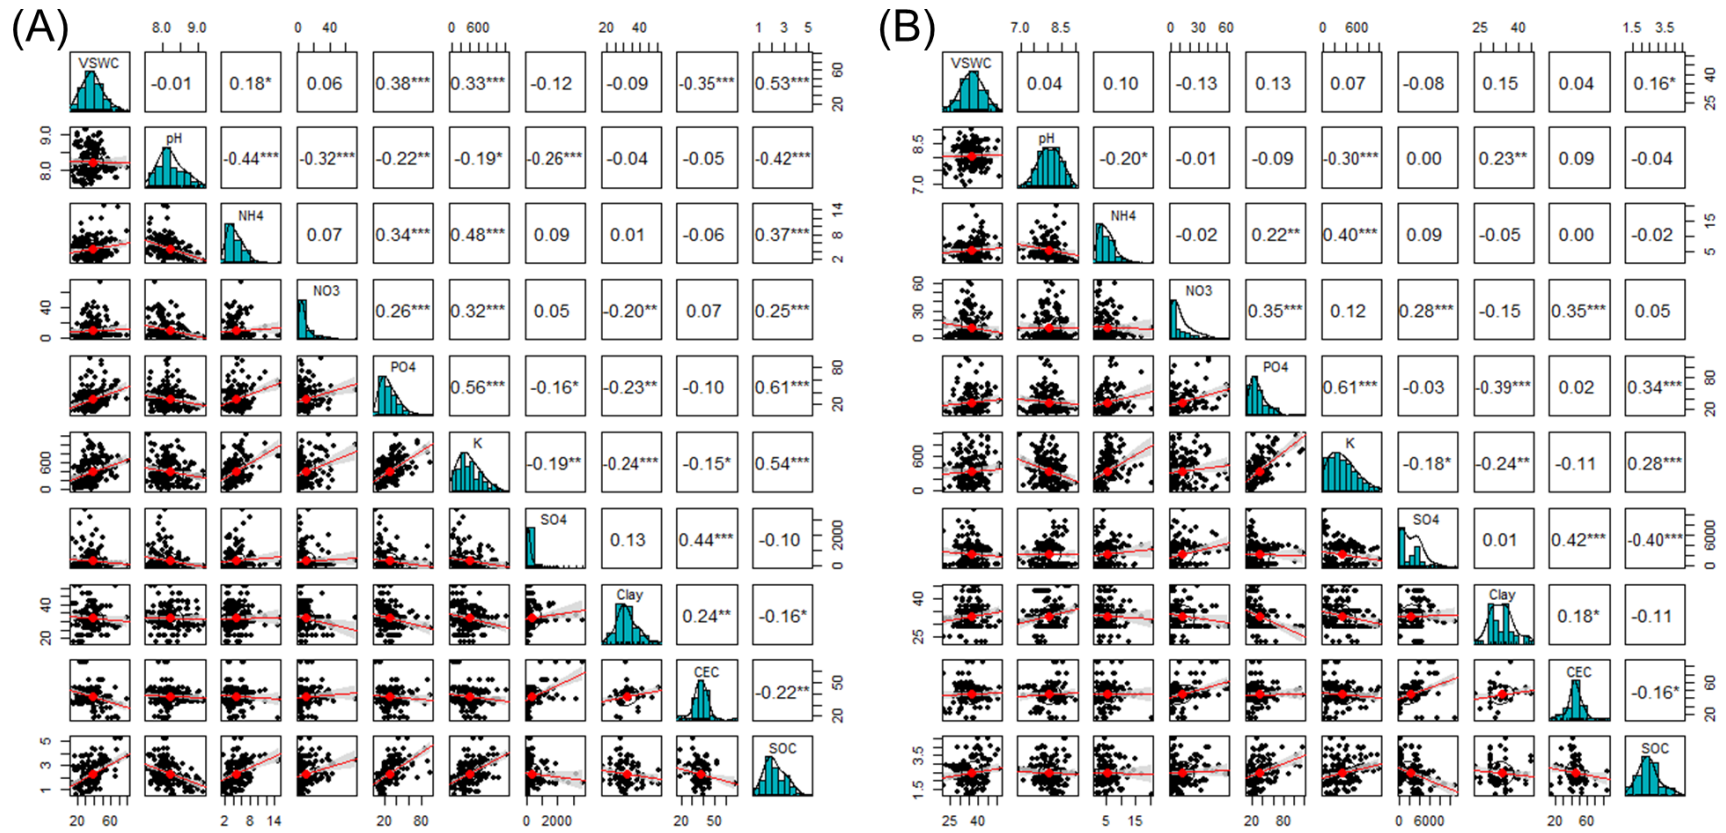 (A) (B)
8.0 9.0 0 40 0 600 20 40 1 3 5 7.0 8.5 0 30 60 0 600 25 40 1.5 3.5
VSWC -0.01 0.18* 0.06 0.38*** 0.33*** -0.12 -0.09 -0.35*** 0.53*** 20 60 VSWC 0.04 0.10 -0.13 0.13 0.07 -0.08 0.15 0.04 0.16* 25 40
8.0 9.0 pH -0.44*** -0.32*** -0.22** -0.19* -0.26*** -0.04 -0.05 -0.42*** 7.0 8.5 pH -0.20* -0.01 -0.09 -0.30*** 0.00 0.23** 0.09 -0.04
NH4 0.07 0.34*** 0.48*** 0.09 0.01 -0.06 0.37*** 2 8 14 NH4 -0.02 0.22** 0.40*** 0.09 -0.05 0.00 -0.02 5 15
0 40 NO3 0.26*** 0.32*** 0.05 -0.20** 0.07 0.25*** 0 30 60 NO3 0.35*** 0.12 0.28*** -0.15 0.35*** 0.05
PO4 0.56*** -0.16* -0.23** -0.10 0.61*** 20 80 PO4 0.61*** -0.03 -0.39*** 0.02 0.34*** 20 80
0 600 K -0.19** -0.24*** -0.15* 0.54*** 0 600 K -0.18* -0.24** -0.11 0.28***
SO4 0.13 0.44*** -0.10 0 2000 SO4 0.01 0.42*** -0.40*** 0 6000
20 40 Clay 0.24** -0.16* 25 40 Clay 0.18* -0.11
CEC -0.22** 20 50 CEC -0.16* 20 60
1 3 5 SOC 1.5 3.5 SOC
20 60 2 8 14 20 80 0 2000 20 50 25 40 5 15 20 80 0 6000 20 60